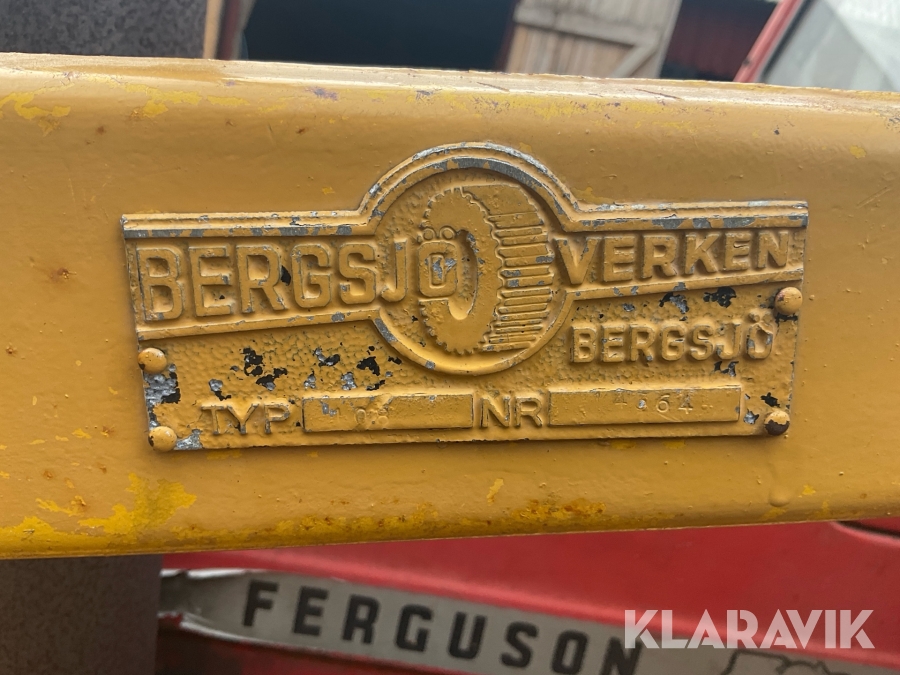 BERGSJÖ VERKEN
BERGSJÖ
TYP NR
FERGUSON
KLARAVIK